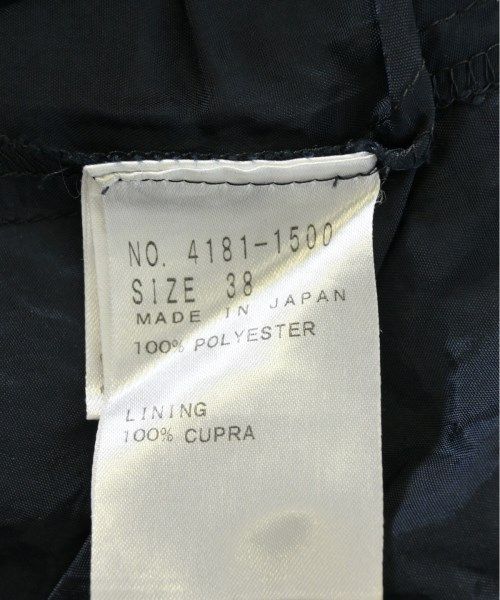 NO. 4181-1500
SIZE 38
MADE IN JAPAN
100% POLYESTER
LINING
100% CUPRA